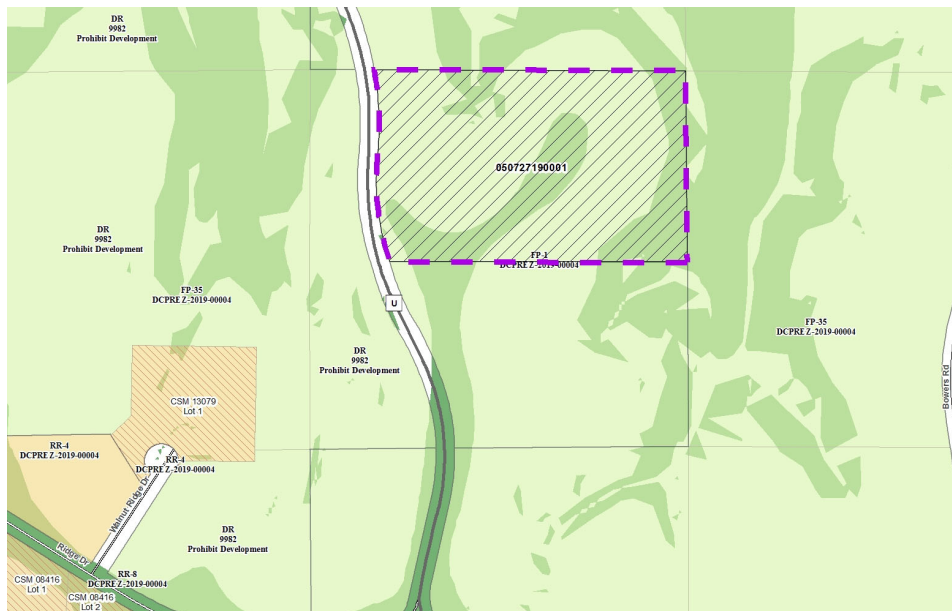 DR
9982
Prohibit Development
050727190001
DR
9982
Prohibit Development
FP-1
DCPREZ-2019-00004
FP-35
DCPREZ-2019-00004
U
FP-35
DCPREZ-2019-00004
DR
9982
Prohibit Development
Bowers Rd
CSM 13079
Lot 1
RR-4
DCPREZ-2019-00004
RR-4
DCPREZ-2019-00004
Walnut Ridge Dr
DR
9982
Prohibit Development
Ridge Dr
RR-8
DCPREZ-2019-00004
CSM 08416
Lot 1
CSM 08416
Lot 2